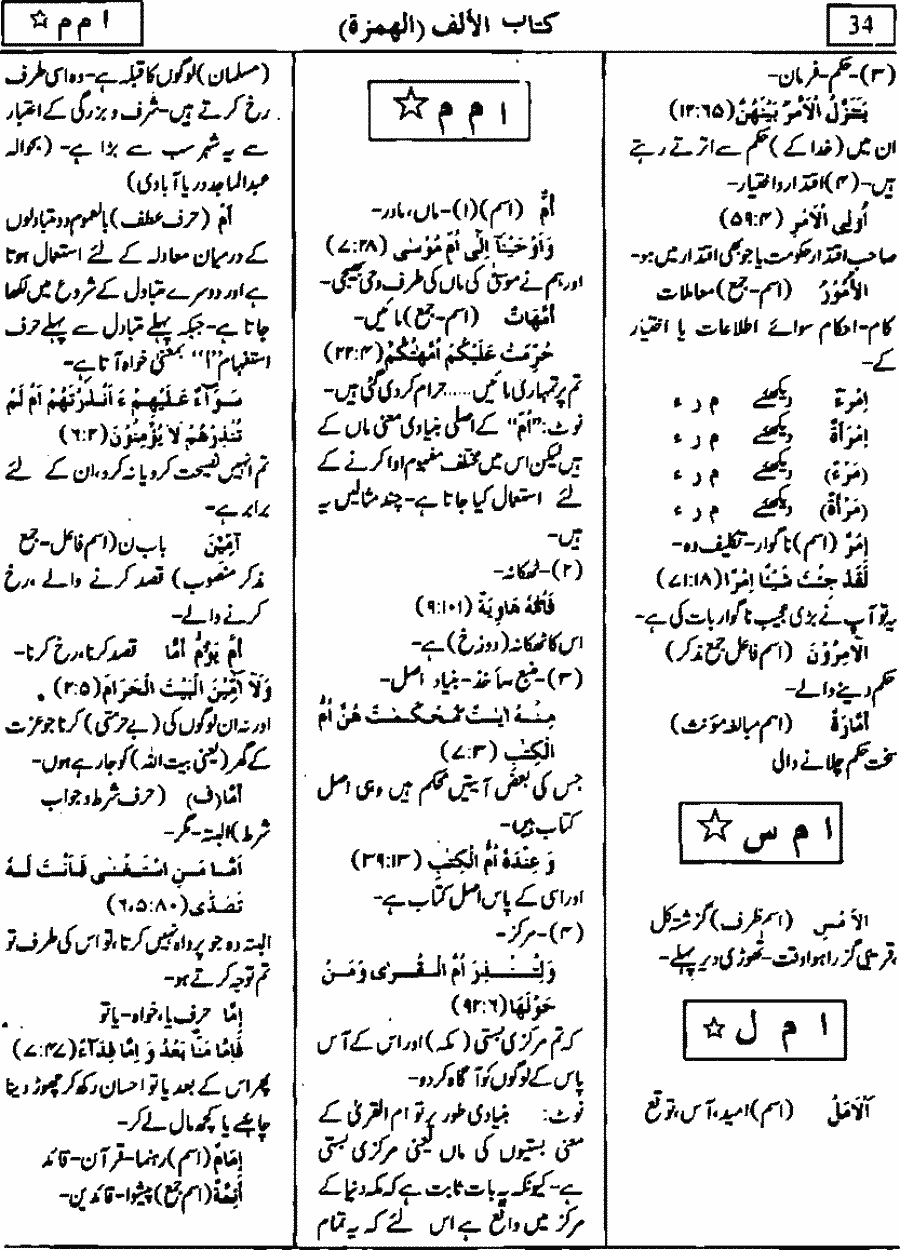 34
كتاب الألف (الهمزة)
ا م م ☆
(۳)-حکم-فرمان-
يَتَنَزَّلُ الْاَمْرُ بَيْنَهُنَّ(۱۲:۶۵)
ان میں (خدا کے) حکم سے اترتے رہتے
ہیں-(۴)اقتدار واختیار-
أُولِى الْاَمْرِ (۵۹:۴)
صاحب اقتدار حکومت یا جو بھی اقتدار میں ہو-
الْأُمُوْرُ (اسم-جمع) معاملات
کام-احکام سوائے اطلاعات یا اختیار
کے-
اِمْرَءٌ دیکھئے م ر ء
اِمْرَأَةٌ دیکھئے م ر ء
(مَرْءٌ) دیکھئے م ر ء
(مَرْأَةٌ) دیکھئے م ر ء
اِمْرٌ (اسم) ناگوار-تکلیف دہ-
لَقَدْ جِئْتَ شَيْئًا اِمْرًا (۷۱:۱۸)
یہ تو آپ نے بڑی عجیب ناگوار بات کی ہے-
الْآمِرُوْنَ (اسم فاعل جمع مذکر)
حکم دینے والے-
أَمَّارَةٌ (اسم مبالغہ مؤنث)
سخت حکم چلانے والی
ا م س ☆
الْاَمْسِ (اسم ظرف) گزشتہ کل
،قریبی گزرا ہوا وقت-تھوڑی دیر پہلے-
ا م ل ☆
اَلْاَمَلُ (اسم) امید، آس، توقع
ا م م ☆
اُمٌّ (اسم)(۱)-ماں، مادر-
وَاَوْحَيْنَآ اِلٰٓى اُمِّ مُوْسٰى (۷:۲۸)
اور ہم نے موسیٰ کی ماں کی طرف وحی بھیجی-
اُمَّهَاتٌ (اسم-جمع) مائیں-
حُرِّمَتْ عَلَيْكُمْ اُمَّهٰتُكُمْ (۲۳:۴)
تم پر تمہاری مائیں ...... حرام کر دی گئی ہیں-
نوٹ: "اُمّ" کے اصلی بنیادی معنی ماں کے
ہیں لیکن اس میں مختلف مفہوم ادا کرنے کے
لئے استعمال کیا جاتا ہے-چند مثالیں یہ
ہیں-
(۲)-ٹھکانہ-
فَاُمُّهٗ هَاوِيَةٌ (۹:۱۰۱)
اس کا ٹھکانہ (دوزخ) ہے-
(۳)-منبع مآخذ-بنیاد اصل-
مِنْهُ اٰيٰتٌ مُّحْكَمٰتٌ هُنَّ اُمُّ
الْكِتٰبِ (۷:۳)
جس کی بعض آیتیں محکم ہیں وہی اصل
کتاب ہیں-
وَ عِنْدَهٗٓ اُمُّ الْكِتٰبِ (۳۹:۱۳)
اور اسی کے پاس اصل کتاب ہے-
(۴)-مرکز-
وَلِتُنْذِرَ اُمَّ الْقُرٰى وَمَنْ
حَوْلَهَا (۹۲:۶)
کہ تم مرکزی بستی (مکہ) اور اس کے آس
پاس کے لوگوں کو آگاہ کردو-
نوٹ: بنیادی طور پر تو ام القریٰ کے
معنی بستیوں کی ماں یعنی مرکزی بستی
ہے-کیونکہ یہ بات ثابت ہے کہ مکہ دنیا کے
مرکز میں واقع ہے اس لئے کہ یہ تمام
(مسلمان) لوگوں کا قبلہ ہے-وہ اسی طرف
رخ کرتے ہیں-شرف و بزرگی کے اعتبار
سے یہ شہر سب سے بڑا ہے- (بحوالہ
عبدالماجد دریا آبادی)
اَمْ (حرف عطف) بالعموم دو متبادلوں
کے درمیان معادلہ کے لئے استعمال ہوتا
ہے اور دوسرے متبادل کے شروع میں لکھا
جاتا ہے-جبکہ پہلے متبادل سے پہلے حرف
استفہام "أ" بمعنی خواہ آتا ہے-
سَوَآءٌ عَلَيْهِمْ ءَاَنْذَرْتَهُمْ اَمْ لَمْ
تُنْذِرْهُمْ لَا يُؤْمِنُوْنَ (۶:۲)
تم انہیں نصیحت کرو یا نہ کرو، ان کے لئے
برابر ہے-
آمِّيْنَ باب ن (اسم فاعل-جمع
مذکر منصوب) قصد کرنے والے، رخ
کرنے والے-
اَمَّ يَؤُمُّ اَمًّا قصد کرنا، رخ کرنا-
وَلَآ آمِّيْنَ الْبَيْتَ الْحَرَامَ (۲:۵)
اور نہ ان لوگوں کی (بے حرمتی) کرنا جو عزت
کے گھر (یعنی بیت اللہ) کو جارہے ہوں-
اَمَّا (ف) (حرف شرط و جواب
شرط) البتہ-مگر-
اَمَّا مَنِ اسْتَغْنٰى فَاَنْتَ لَهٗ
تَصَدّٰى (۶،۵:۸۰)
البتہ وہ جو پرواہ نہیں کرتا، تو اس کی طرف تو
تم توجہ کرتے ہو-
اِمَّا حرف یا، خواہ-یا تو
فَاِمَّا مَنًّا بَعْدُ وَ اِمَّا فِدَآءً (۷:۴۷)
پھر اس کے بعد یا تو احسان رکھ کر چھوڑ دینا
چاہئے یا کچھ مال لے کر-
اِمَامٌ (اسم) رہنما-قرآن-قائد
اَئِمَّةٌ (اسم جمع) پیشوا-قائدین-